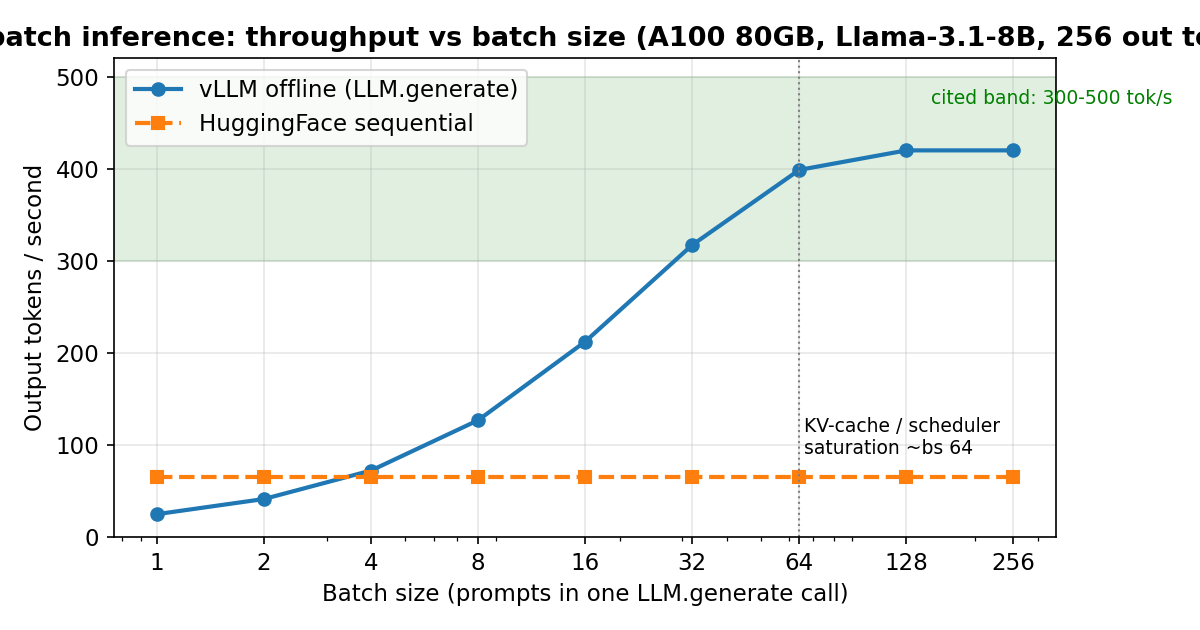 batch inference: throughput vs batch size (A100 80GB, Llama-3.1-8B, 256 out
500
400
300
200
100
0
Output tokens / second
vLLM offline (LLM.generate)
HuggingFace sequential
cited band: 300-500 tok/s
KV-cache / scheduler
saturation ~bs 64
1 2 4 8 16 32 64 128 256
Batch size (prompts in one LLM.generate call)